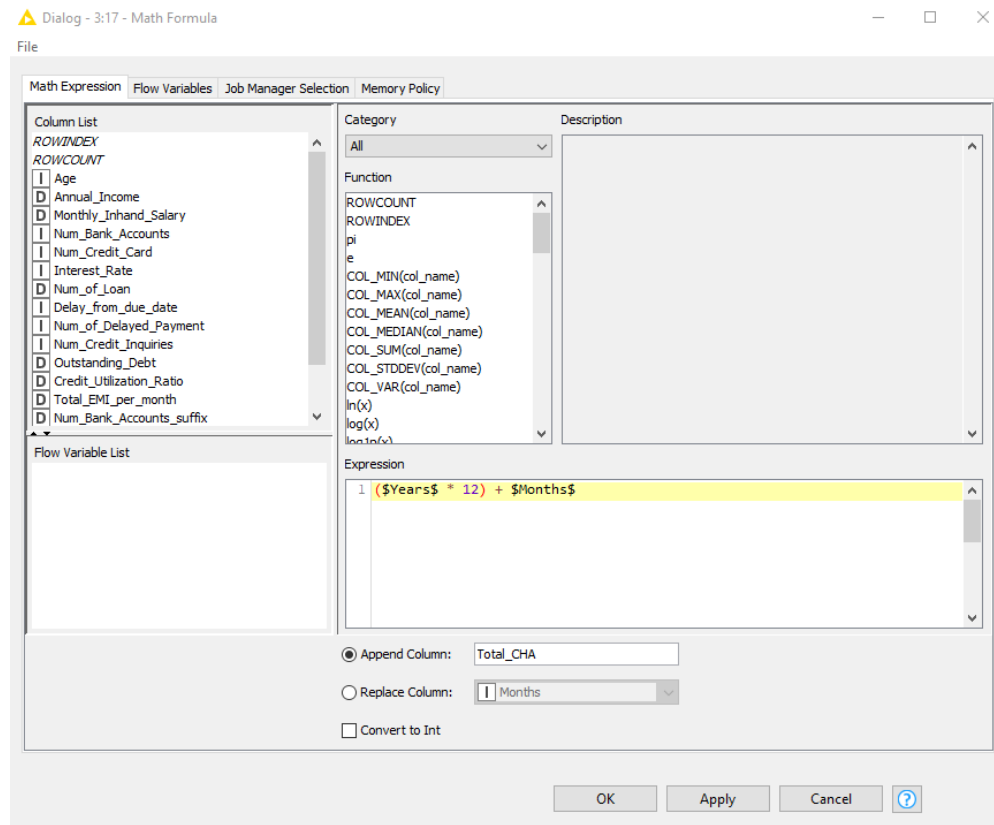 Dialog - 3:17 - Math Formula
File
Math Expression Flow Variables Job Manager Selection Memory Policy
Column List
ROWINDEX
ROWCOUNT
I Age
D Annual_Income
D Monthly_Inhand_Salary
I Num_Bank_Accounts
I Num_Credit_Card
I Interest_Rate
D Num_of_Loan
I Delay_from_due_date
I Num_of_Delayed_Payment
I Num_Credit_Inquiries
D Outstanding_Debt
D Credit_Utilization_Ratio
D Total_EMI_per_month
D Num_Bank_Accounts_suffix
Flow Variable List
Category
All
Function
ROWCOUNT
ROWINDEX
pi
e
COL_MIN(col_name)
COL_MAX(col_name)
COL_MEAN(col_name)
COL_MEDIAN(col_name)
COL_SUM(col_name)
COL_STDDEV(col_name)
COL_VAR(col_name)
ln(x)
log(x)
log1p(x)
Description
Expression
1 ($Years$ * 12) + $Months$
Append Column: Total_CHA
Replace Column: I Months
Convert to Int
OK Apply Cancel ?